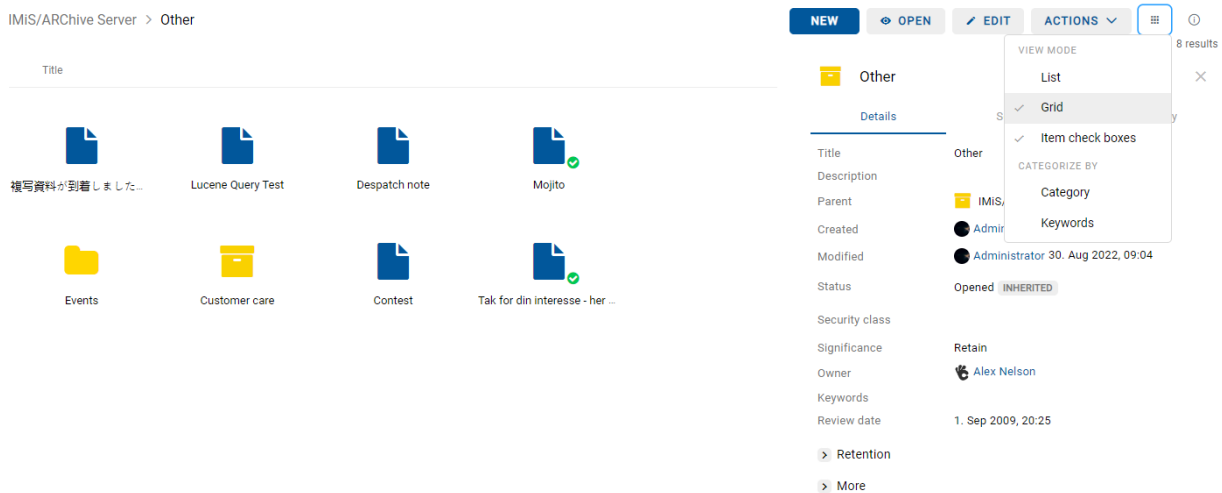 IMiS/ARChive Server > Other
NEW
OPEN
EDIT
ACTIONS
8 results
VIEW MODE
List
Grid
Item check boxes
CATEGORIZE BY
Category
Keywords
Title
複写資料が到着しました...
Lucene Query Test
Despatch note
Mojito
Events
Customer care
Contest
Tak for din interesse - her ...
Other
Details
S
y
Title Other
Description
Parent IMiS/
Created Admir
Modified Administrator 30. Aug 2022, 09:04
Status Opened INHERITED
Security class
Significance Retain
Owner Alex Nelson
Keywords
Review date 1. Sep 2009, 20:25
> Retention
> More